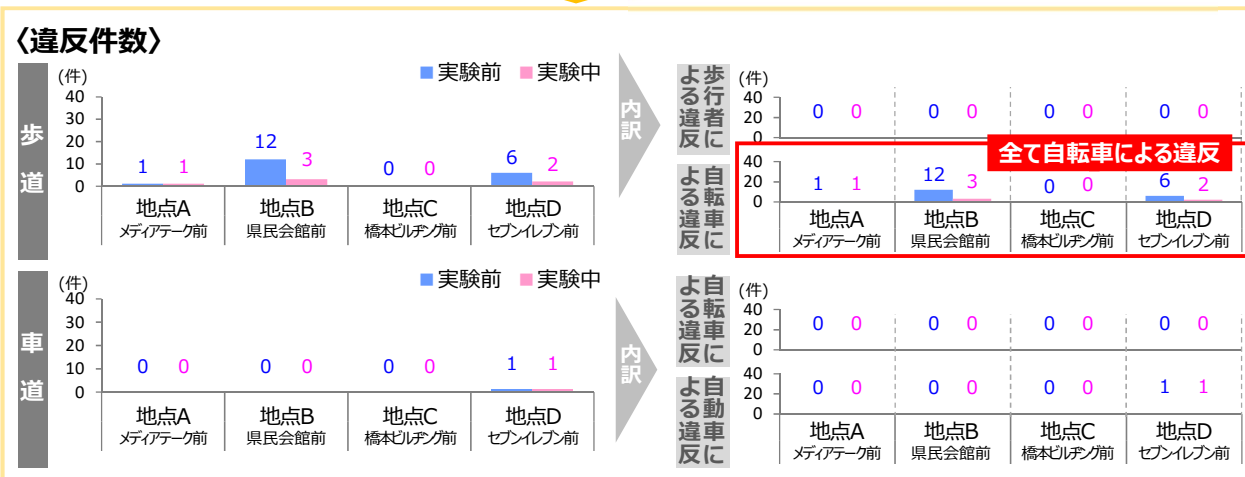 〈違反件数〉
歩道
(件)
■実験前 ■実験中
40
30
20
10
0
1 1
12 3
0 0
6 2
地点A 地点B 地点C 地点D
メディアテーク前 県民会館前 橋本ビルヂング前 セブンイレブン前
内訳
歩行者による違反
(件)
40
20
0
0 0 0 0 0 0 0 0
全て自転車による違反
自転車による違反
40
20
0
1 1 12 3 0 0 6 2
地点A 地点B 地点C 地点D
メディアテーク前 県民会館前 橋本ビルヂング前 セブンイレブン前
車道
(件)
■実験前 ■実験中
40
30
20
10
0
0 0 0 0 0 0 1 1
地点A 地点B 地点C 地点D
メディアテーク前 県民会館前 橋本ビルヂング前 セブンイレブン前
内訳
自転車による違反
(件)
40
20
0
0 0 0 0 0 0 0 0
自動車による違反
40
20
0
0 0 0 0 0 0 1 1
地点A 地点B 地点C 地点D
メディアテーク前 県民会館前 橋本ビルヂング前 セブンイレブン前